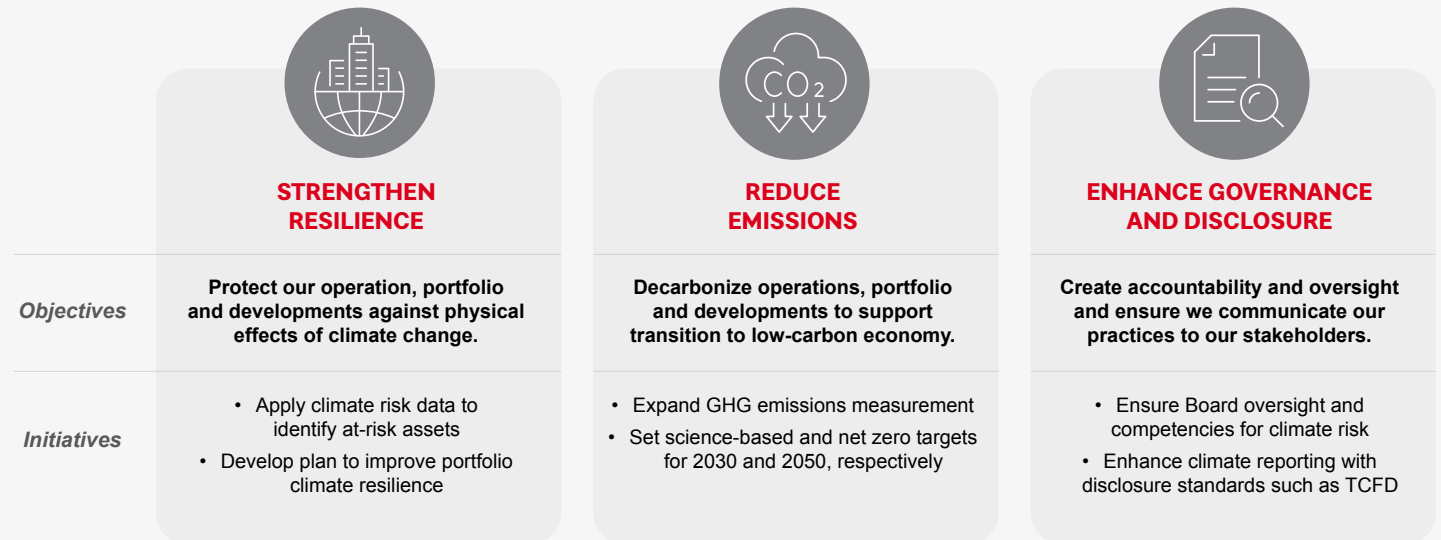 CO2
STRENGTHEN
RESILIENCE
REDUCE
EMISSIONS
ENHANCE GOVERNANCE
AND DISCLOSURE
Objectives
Protect our operation, portfolio
and developments against physical
effects of climate change.
Decarbonize operations, portfolio
and developments to support
transition to low-carbon economy.
Create accountability and oversight
and ensure we communicate our
practices to our stakeholders.
Initiatives
• Apply climate risk data to
identify at-risk assets
• Develop plan to improve portfolio
climate resilience
• Expand GHG emissions measurement
• Set science-based and net zero targets
for 2030 and 2050, respectively
• Ensure Board oversight and
competencies for climate risk
• Enhance climate reporting with
disclosure standards such as TCFD